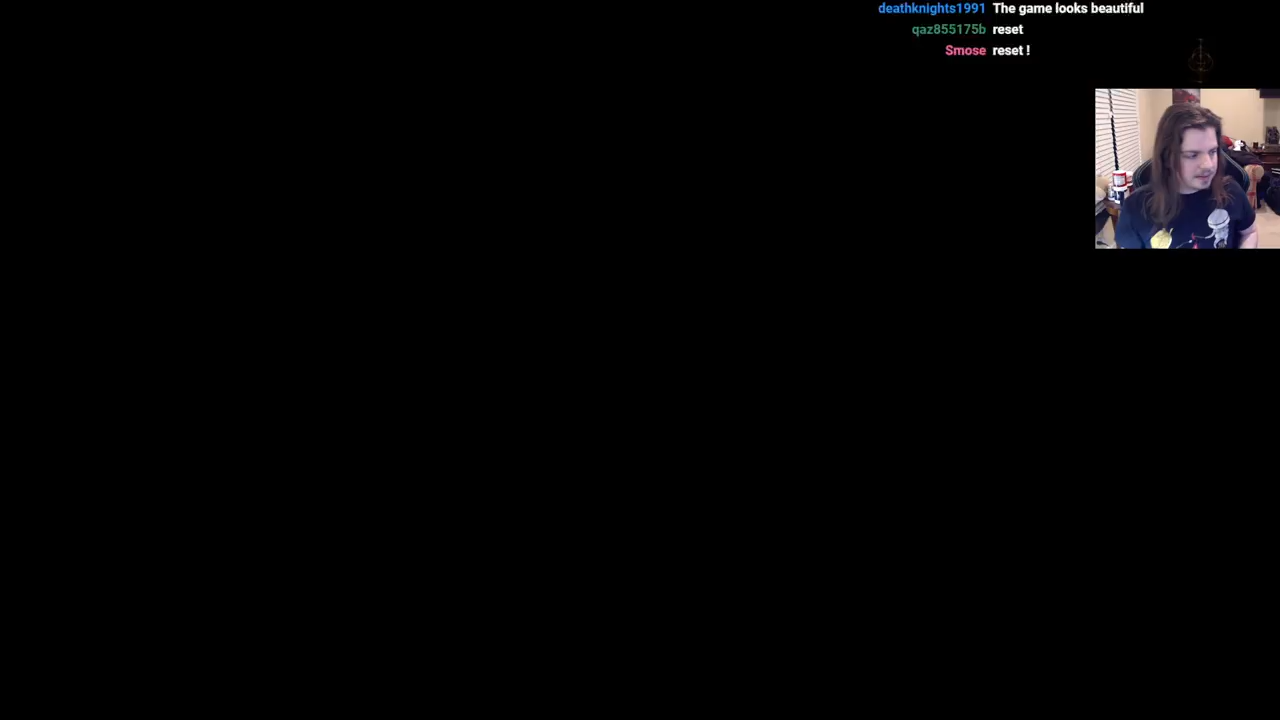 deathknights1991 The game looks beautiful
qaz855175b reset
Smose reset !